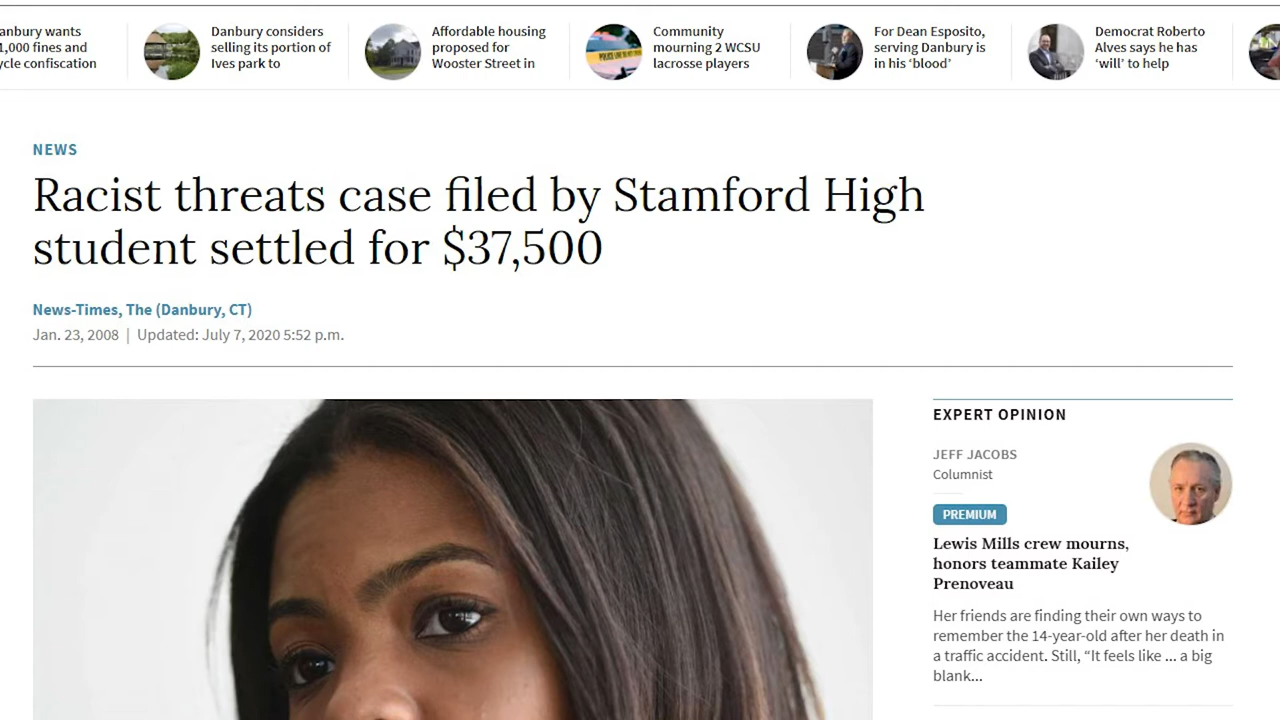 anbury wants
1,000 fines and
ycle confiscation
Danbury considers
selling its portion of
Ives park to
Affordable housing
proposed for
Wooster Street in
Community
mourning 2 WCSU
lacrosse players
For Dean Esposito,
serving Danbury is
in his ‘blood’
Democrat Roberto
Alves says he has
‘will’ to help
NEWS
Racist threats case filed by Stamford High
student settled for $37,500
News-Times, The (Danbury, CT)
Jan. 23, 2008 | Updated: July 7, 2020 5:52 p.m.
EXPERT OPINION
JEFF JACOBS
Columnist
PREMIUM
Lewis Mills crew mourns,
honors teammate Kailey
Prenoveau
Her friends are finding their own ways to
remember the 14-year-old after her death in
a traffic accident. Still, “It feels like ... a big
blank...